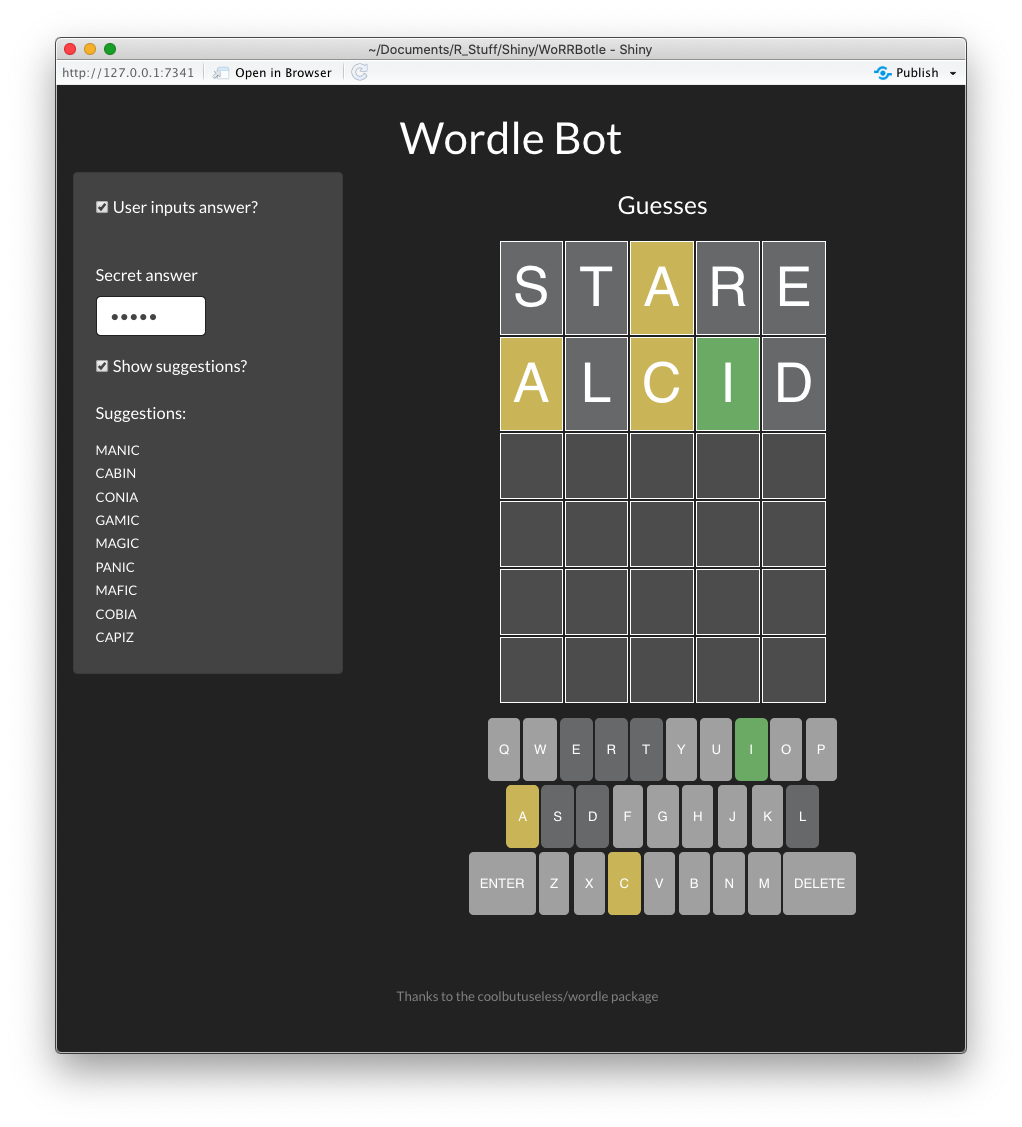 ~/Documents/R_Stuff/Shiny/WoRRBotle - Shiny
http://127.0.0.1:7341 Open in Browser Publish
Wordle Bot
User inputs answer?
Secret answer
•••••
Show suggestions?
Suggestions:
MANIC
CABIN
CONIA
GAMIC
MAGIC
PANIC
MAFIC
COBIA
CAPIZ
Guesses
S T A R E
A L C I D
Q W E R T Y U I O P
A S D F G H J K L
ENTER Z X C V B N M DELETE
Thanks to the coolbutuseless/wordle package